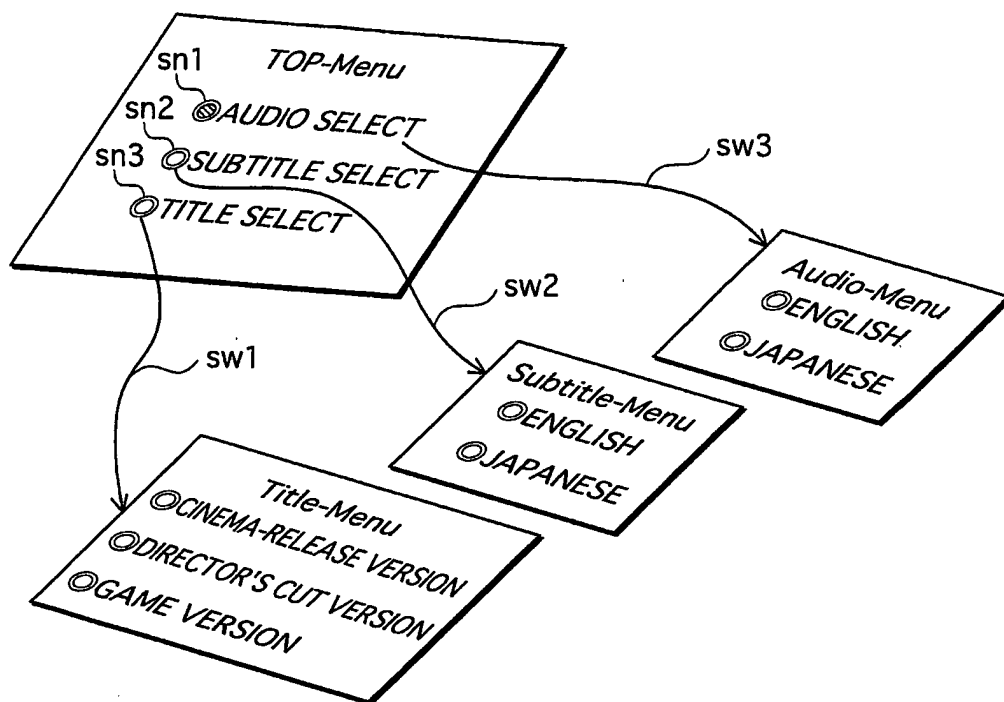 TOP-Menu
sn1
AUDIO SELECT
sn2
SUBTITLE SELECT
sn3
TITLE SELECT
sw3
sw2
sw1
Audio-Menu
ENGLISH
JAPANESE
Subtitle-Menu
ENGLISH
JAPANESE
Title-Menu
CINEMA-RELEASE VERSION
DIRECTOR'S CUT VERSION
GAME VERSION